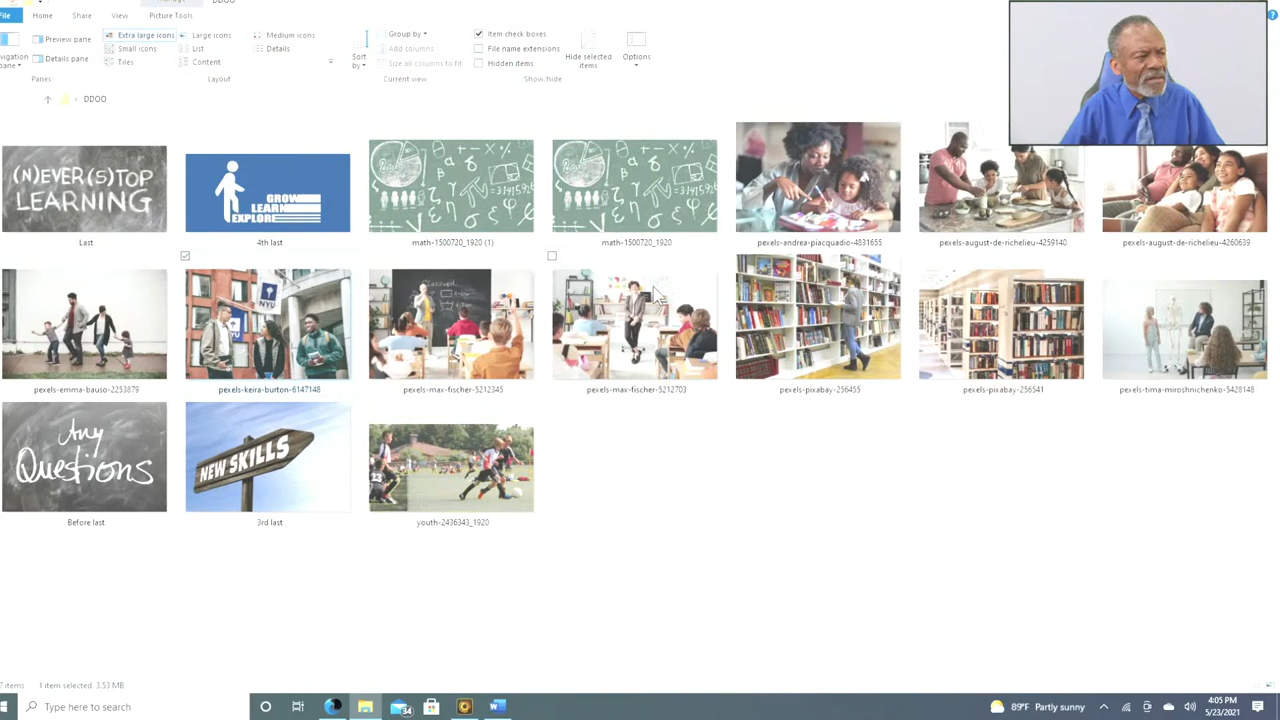 DDOO
File Home Share View Picture Tools
Preview pane
Details pane
Extra large icons Large icons Medium icons
Small icons List Details
Tiles Content
Sort by
Group by
Add columns
Size all columns to fit
Item check boxes
File name extensions
Hidden items
Hide selected items
Options
Panes Layout Current view Show/hide
DDOO
(N)EVER (S)TOP
LEARNING
GROW
LEARN
EXPLORE
Last 4th last math-1500720_1920 (1) math-1500720_1920 pexels-andrea-piacquadio-4831655 pexels-august-de-richelieu-4259140 pexels-august-de-richelieu-4260639
NYU
pexels-emma-bauso-2253879 pexels-keira-burton-6147148 pexels-max-fischer-5212345 pexels-max-fischer-5212703 pexels-pixabay-256455 pexels-pixabay-256541 pexels-tima-miroshnichenko-5428148
Any
Questions
NEW SKILLS
Before last 3rd last youth-2436343_1920
7 items 1 item selected 3.53 MB
Type here to search
34
89°F Partly sunny
4:05 PM
5/23/2021